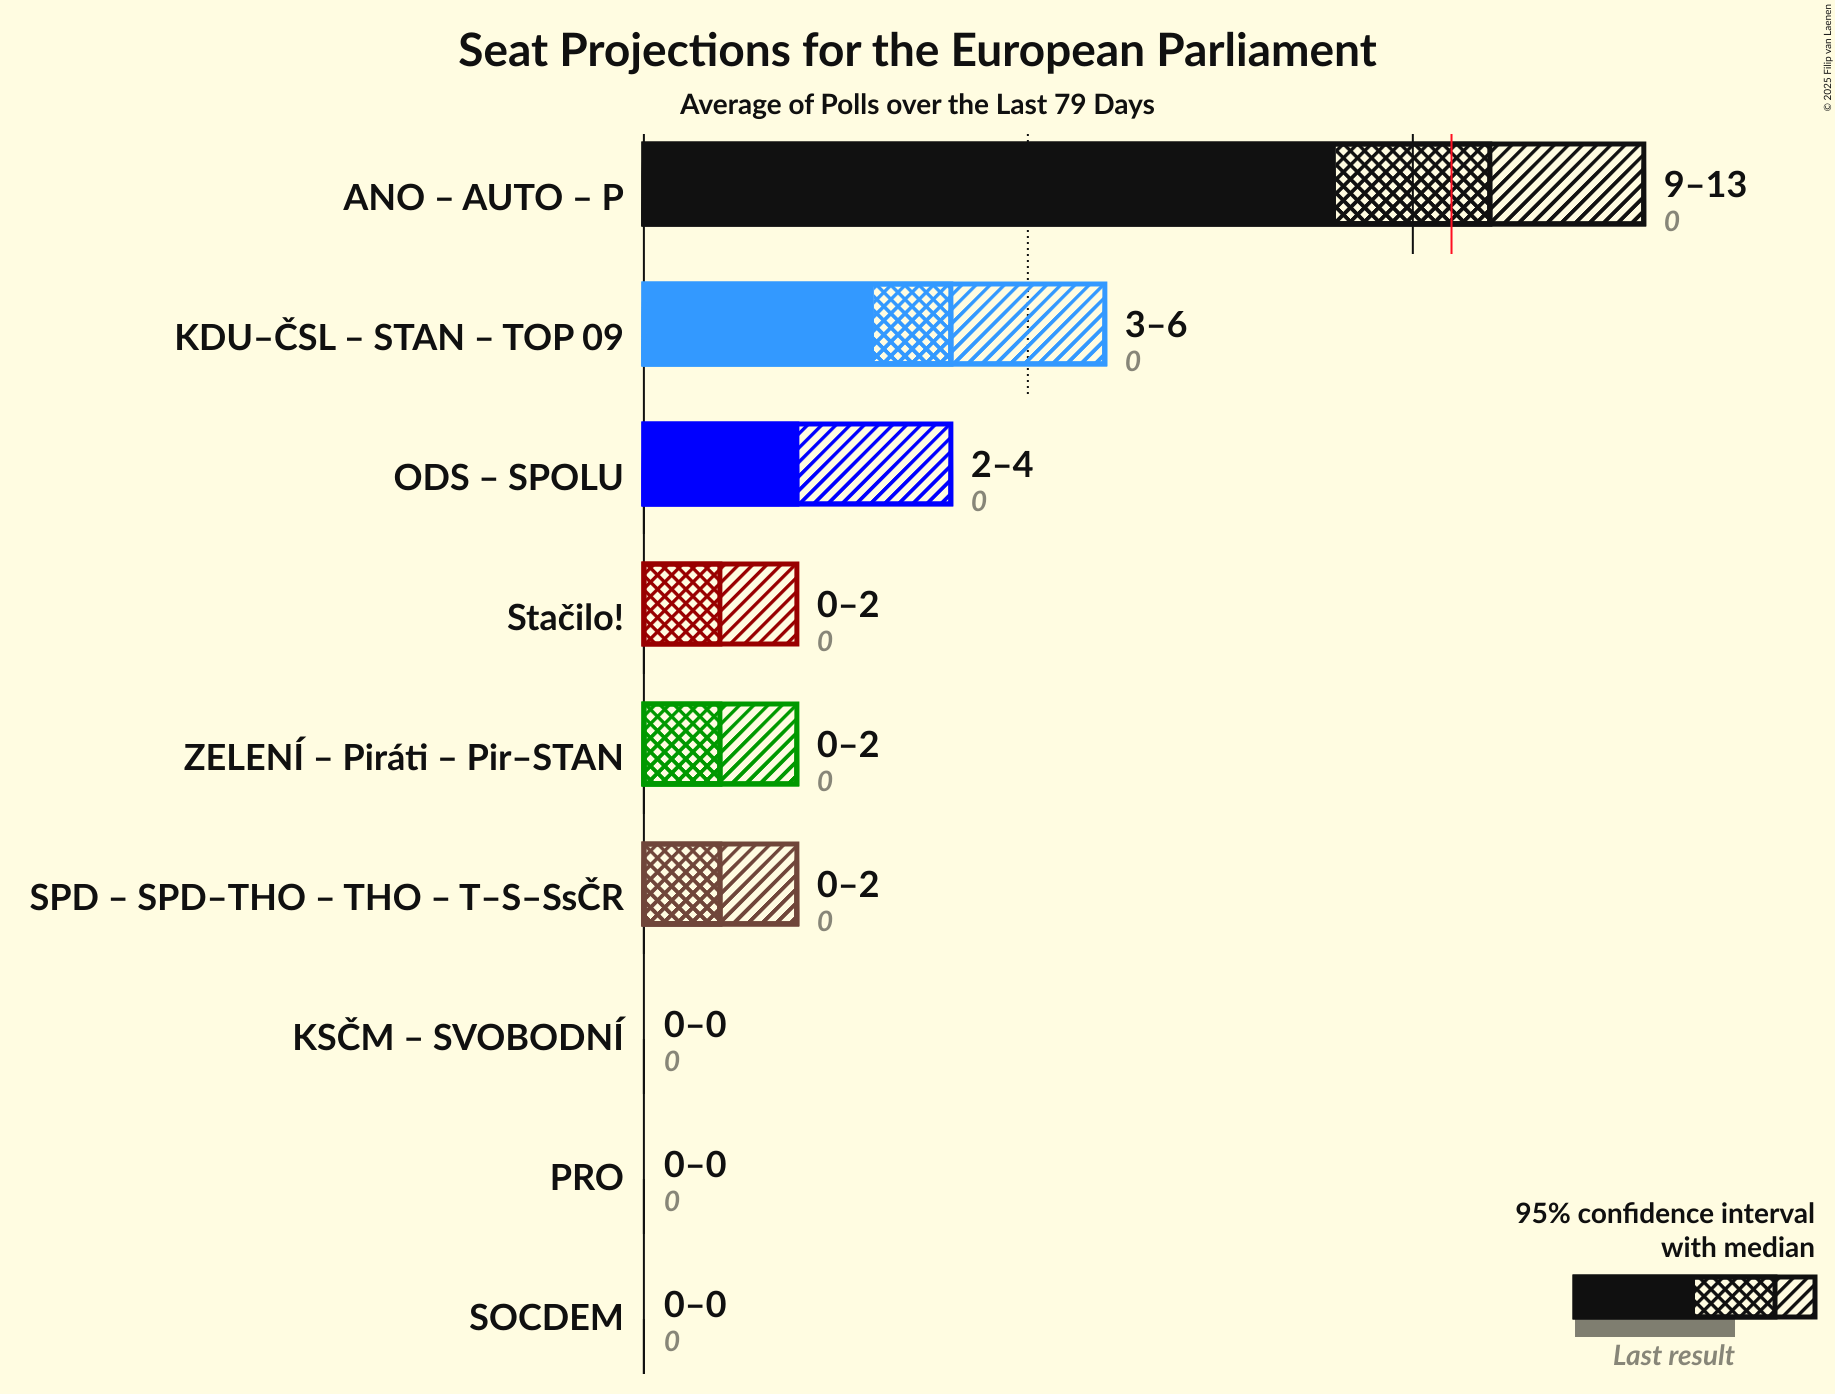 Seat Projections for the European Parliament
Average of Polls over the Last 79 Days
© 2025 Filip van Laenen
ANO – AUTO – P
9–13
0
KDU–ČSL – STAN – TOP 09
3–6
0
ODS – SPOLU
2–4
0
Stačilo!
0–2
0
ZELENÍ – Piráti – Pir–STAN
0–2
0
SPD – SPD–THO – THO – T–S–SsČR
0–2
0
KSČM – SVOBODNÍ
0–0
0
PRO
0–0
0
SOCDEM
0–0
0
95% confidence interval
with median
Last result